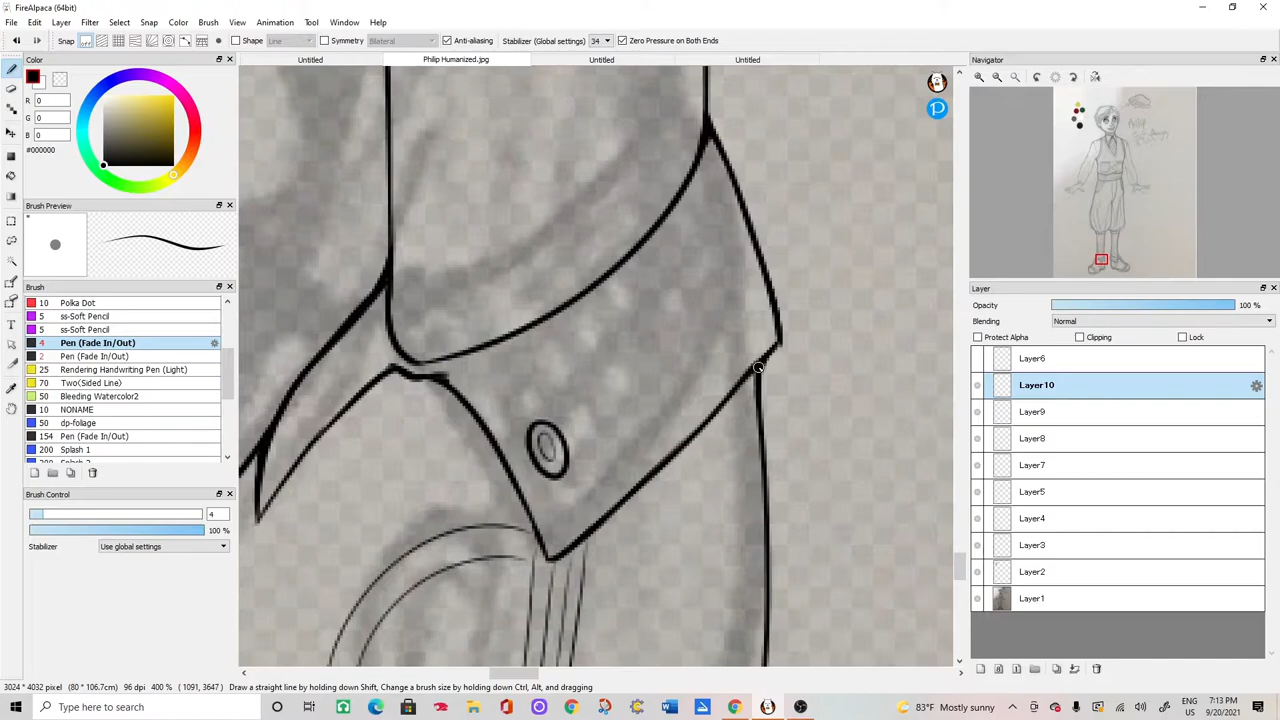 FireAlpaca (64bit)
File Edit Layer Filter Select Snap Color Brush View Animation Tool Window Help
Snap Off Shape Line Symmetry Bilateral Anti-aliasing Stabilizer (Global settings) 34 Zero Pressure on Both Ends
Color
Untitled Philip Humanized.jpg Untitled Untitled
Navigator
R 0
G 0
B 0
#000000
Brush Preview
Brush
10 Polka Dot
5 ss-Soft Pencil
5 ss-Soft Pencil
4 Pen (Fade In/Out)
2 Pen (Fade In/Out)
25 Rendering Handwriting Pen (Light)
70 Two(Sided Line)
50 Bleeding Watercolor2
10 NONAME
50 dp-foliage
154 Pen (Fade In/Out)
200 Splash 1
Brush Control
4
100 %
Stabilizer Use global settings
Layer
Opacity 100 %
Blending Normal
Protect Alpha Clipping Lock
Layer6
Layer10
Layer9
Layer8
Layer7
Layer5
Layer4
Layer3
Layer2
Layer1
3024 * 4032 pixel (80 * 106.7cm) 96 dpi 400 % ( 1091, 3647 ) Draw a straight line by holding down Shift, Change a brush size by holding down Ctrl, Alt, and dragging
Type here to search
83°F Mostly sunny
ENG
US
7:13 PM
9/20/2021